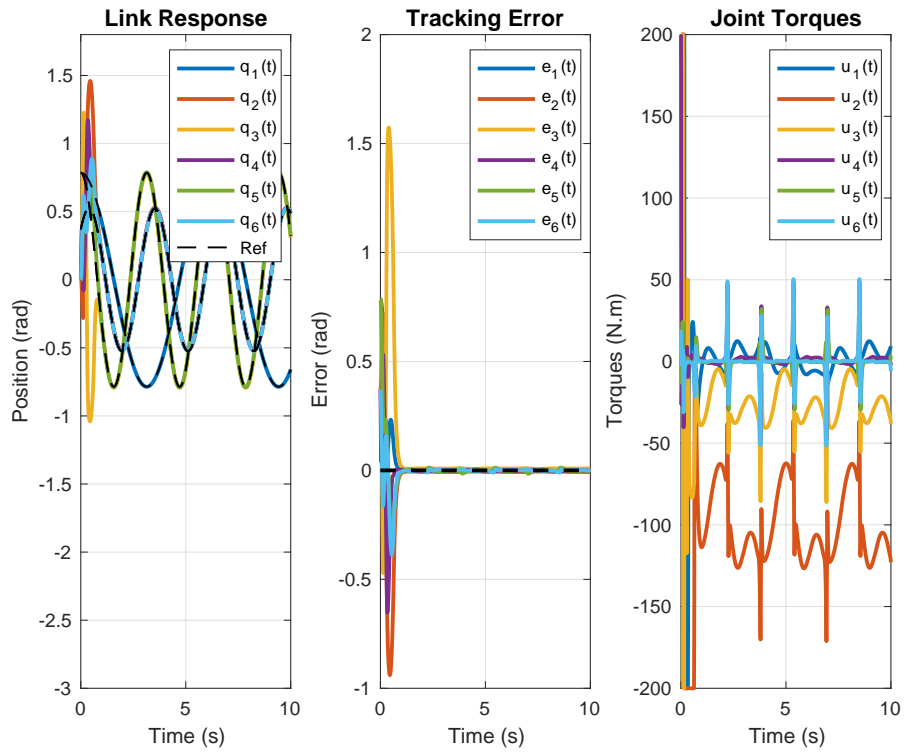 Link Response
Tracking Error
Joint Torques
Position (rad)
1.5
1
0.5
0
-0.5
-1
-1.5
-2
-2.5
-3
0
5
10
Time (s)
q1(t)
q2(t)
q3(t)
q4(t)
q5(t)
q6(t)
Ref
Error (rad)
2
1.5
1
0.5
0
-0.5
-1
0
5
10
Time (s)
e1(t)
e2(t)
e3(t)
e4(t)
e5(t)
e6(t)
Torques (N.m)
200
150
100
50
0
-50
-100
-150
-200
0
5
10
Time (s)
u1(t)
u2(t)
u3(t)
u4(t)
u5(t)
u6(t)